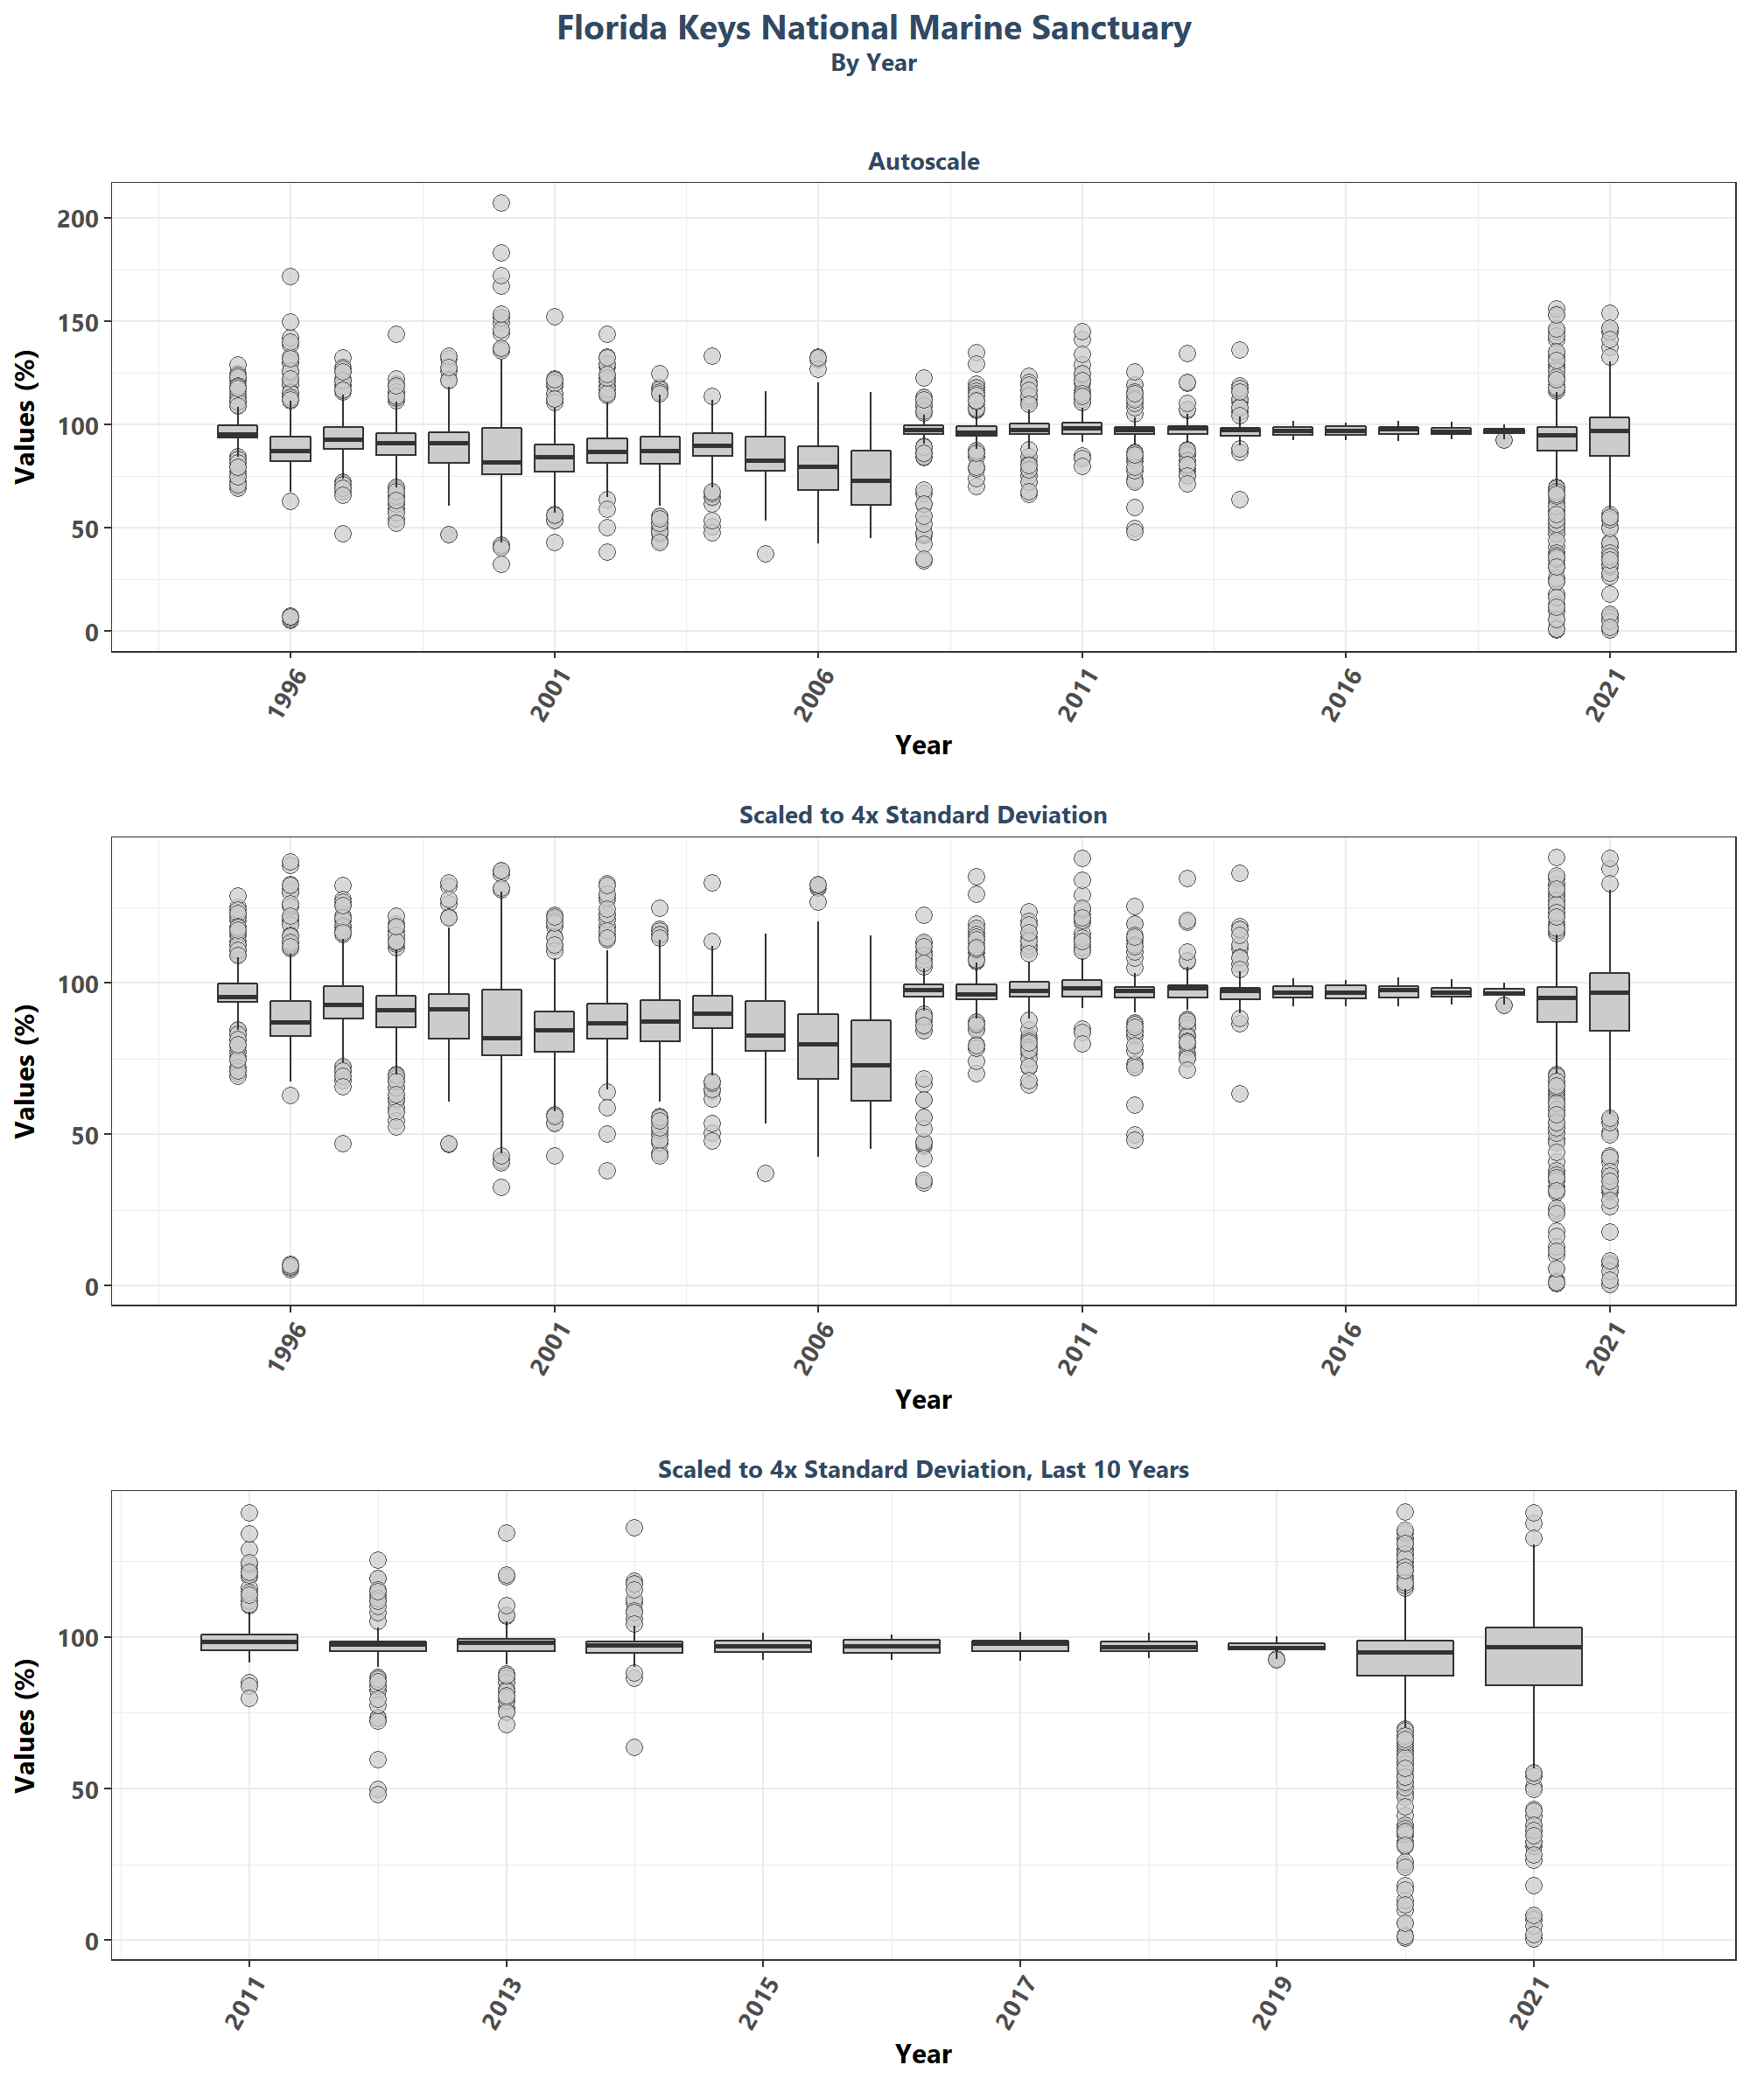 Florida Keys National Marine Sanctuary
By Year
Autoscale
Values (%)
200
150
100
50
0
1996
2001
2006
2011
2016
2021
Year
Scaled to 4x Standard Deviation
Values (%)
100
50
0
1996
2001
2006
2011
2016
2021
Year
Scaled to 4x Standard Deviation, Last 10 Years
Values (%)
100
50
0
2011
2013
2015
2017
2019
2021
Year